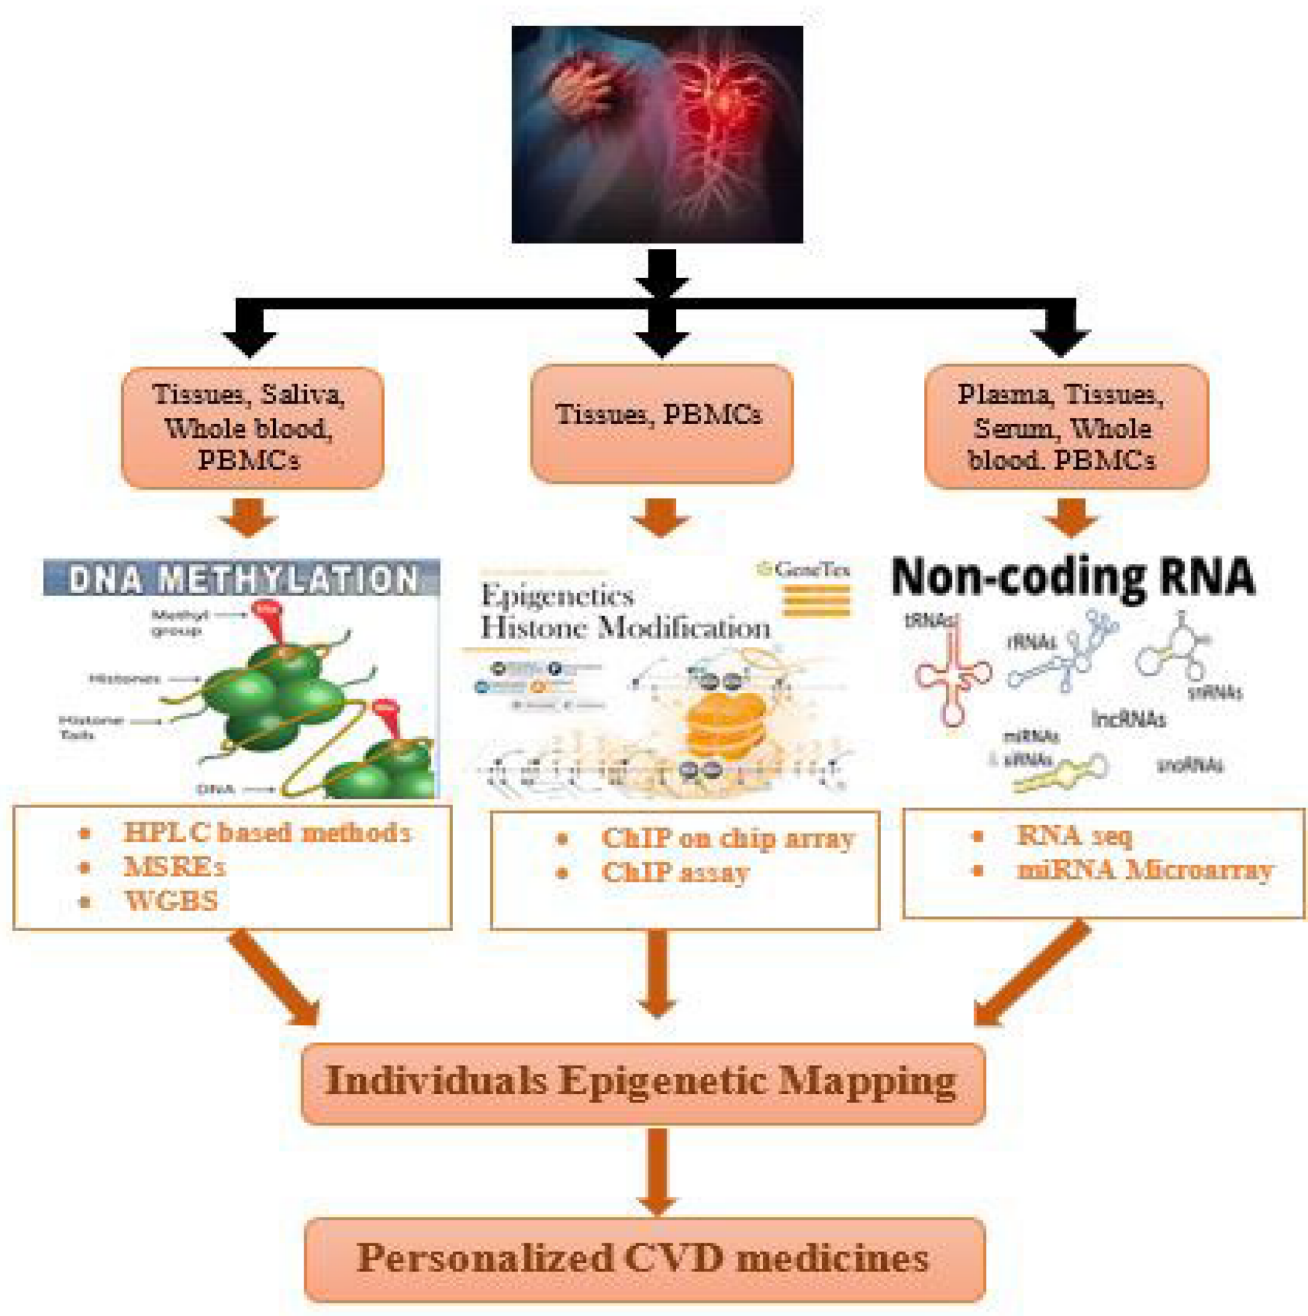 Tissues, Saliva,
Whole blood,
PBMCs
Tissues, PBMCs
Plasma, Tissues,
Serum, Whole
blood. PBMCs
DNA METHYLATION
Methyl
group
Me
Histones
Histone
Tails
Me
DNA
GeneTex
Epigenetics
Histone Modification
Non-coding RNA
tRNAs
rRNAs
snRNAs
lncRNAs
miRNAs
siRNAs
snoRNAs
• HPLC based methods
• MSREs
• WGBS
• ChIP on chip array
• ChIP assay
• RNA seq
• miRNA Microarray
Individuals Epigenetic Mapping
Personalized CVD medicines